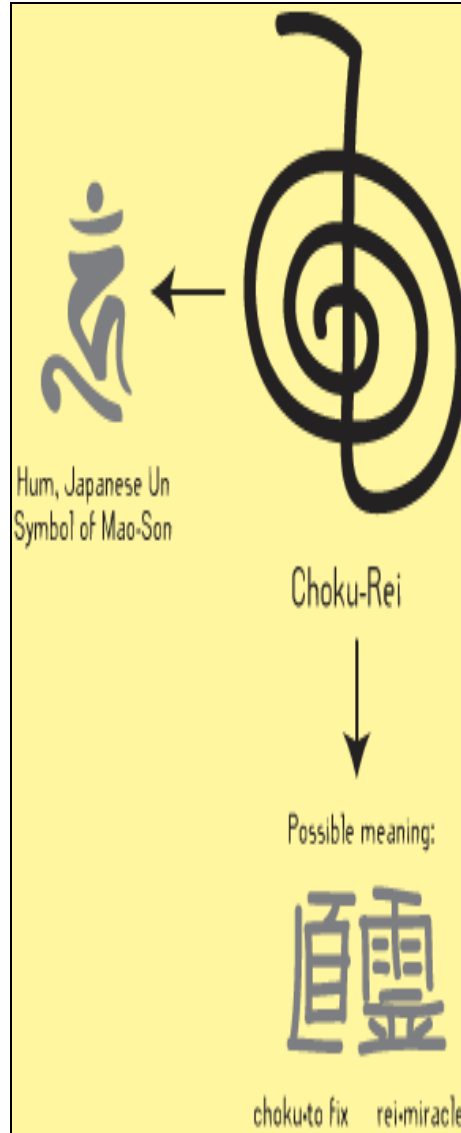 Hum, Japanese Un
Symbol of Mao-Son
Choku-Rei
Possible meaning:
直霊
choku-to fix rei-miracle